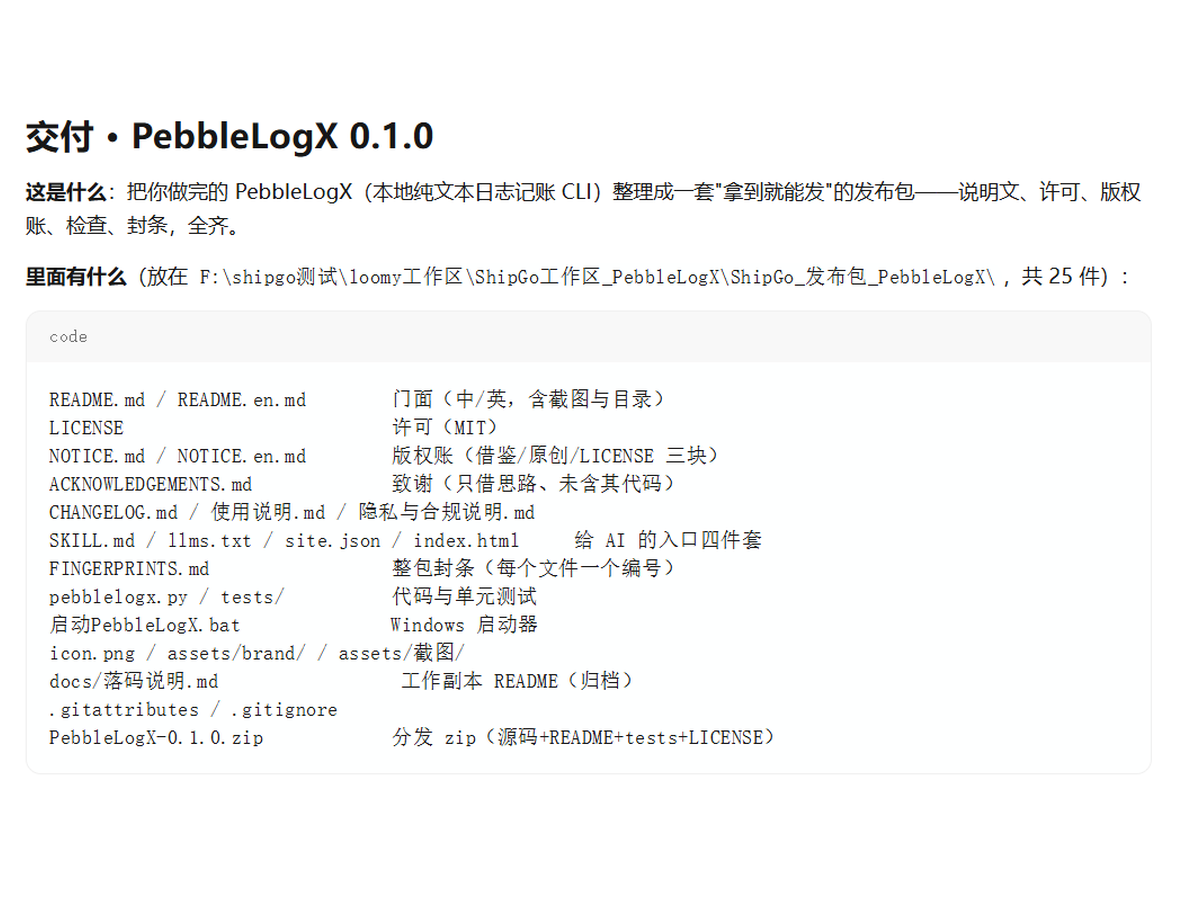 交付 · PebbleLogX 0.1.0
这是什么：把你做完的 PebbleLogX（本地纯文本日志记账 CLI）整理成一套"拿到就能发"的发布包——说明文、许可、版权
账、检查、封条，全齐。
里面有什么（放在 F:\shipgo测试\loomy工作区\ShipGo工作区_PebbleLogX\ShipGo_发布包_PebbleLogX\ ，共 25 件）：
code
README.md / README.en.md 门面（中/英，含截图与目录）
LICENSE 许可（MIT）
NOTICE.md / NOTICE.en.md 版权账（借鉴/原创/LICENSE 三块）
ACKNOWLEDGEMENTS.md 致谢（只借思路、未含其代码）
CHANGELOG.md / 使用说明.md / 隐私与合规说明.md
SKILL.md / llms.txt / site.json / index.html 给 AI 的入口四件套
FINGERPRINTS.md 整包封条（每个文件一个编号）
pebblelogx.py / tests/ 代码与单元测试
启动PebbleLogX.bat Windows 启动器
icon.png / assets/brand/ / assets/截图/
docs/落码说明.md 工作副本 README（归档）
.gitattributes / .gitignore
PebbleLogX-0.1.0.zip 分发 zip（源码+README+tests+LICENSE）